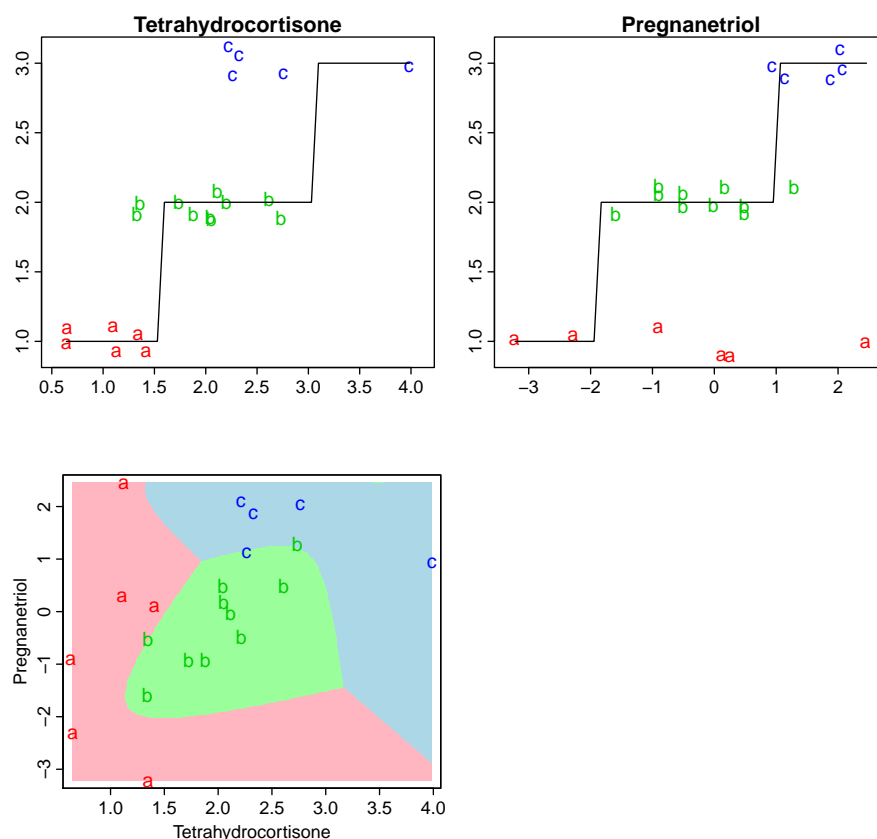 Tetrahydrocortisone
Pregnanetriol
3.0
c c c c c
2.5
2.0
b b b b b b b b b b
1.5
1.0
a a a a a a
0.5 1.0 1.5 2.0 2.5 3.0 3.5 4.0
3.0
c c c c c
2.5
2.0
b b b b b b b b b b
1.5
1.0
a a a a a a
−3 −2 −1 0 1 2
Pregnanetriol
2
1
0
−1
−2
−3
a
c c c
c b
c
a a b b
b b
b b
a b b
b
a
a
1.0 1.5 2.0 2.5 3.0 3.5 4.0
Tetrahydrocortisone